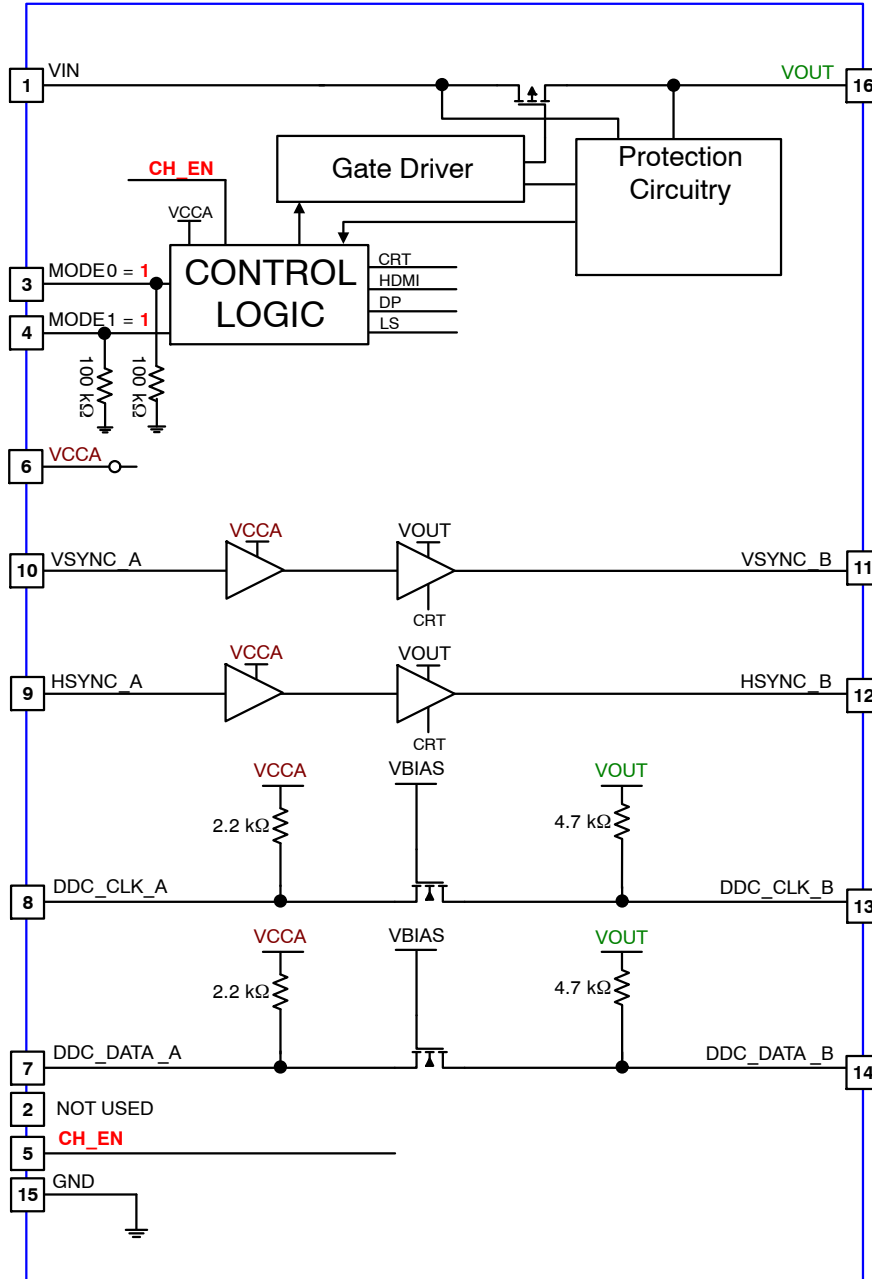 1 VIN VOUT 16
Protection
Circuitry
Gate Driver
CH_EN
VCCA
3 MODE0 = 1
CONTROL
LOGIC
CRT
HDMI
DP
LS
4 MODE1 = 1
100 kΩ
100 kΩ
6 VCCA
VCCA VOUT
10 VSYNC_A VSYNC_B 11
CRT
VCCA VOUT
9 HSYNC_A HSYNC_B 12
CRT
VCCA VBIAS VOUT
2.2 kΩ 4.7 kΩ
8 DDC_CLK_A DDC_CLK_B 13
VCCA VBIAS VOUT
2.2 kΩ 4.7 kΩ
7 DDC_DATA_A DDC_DATA_B 14
2 NOT USED
5 CH_EN
15 GND